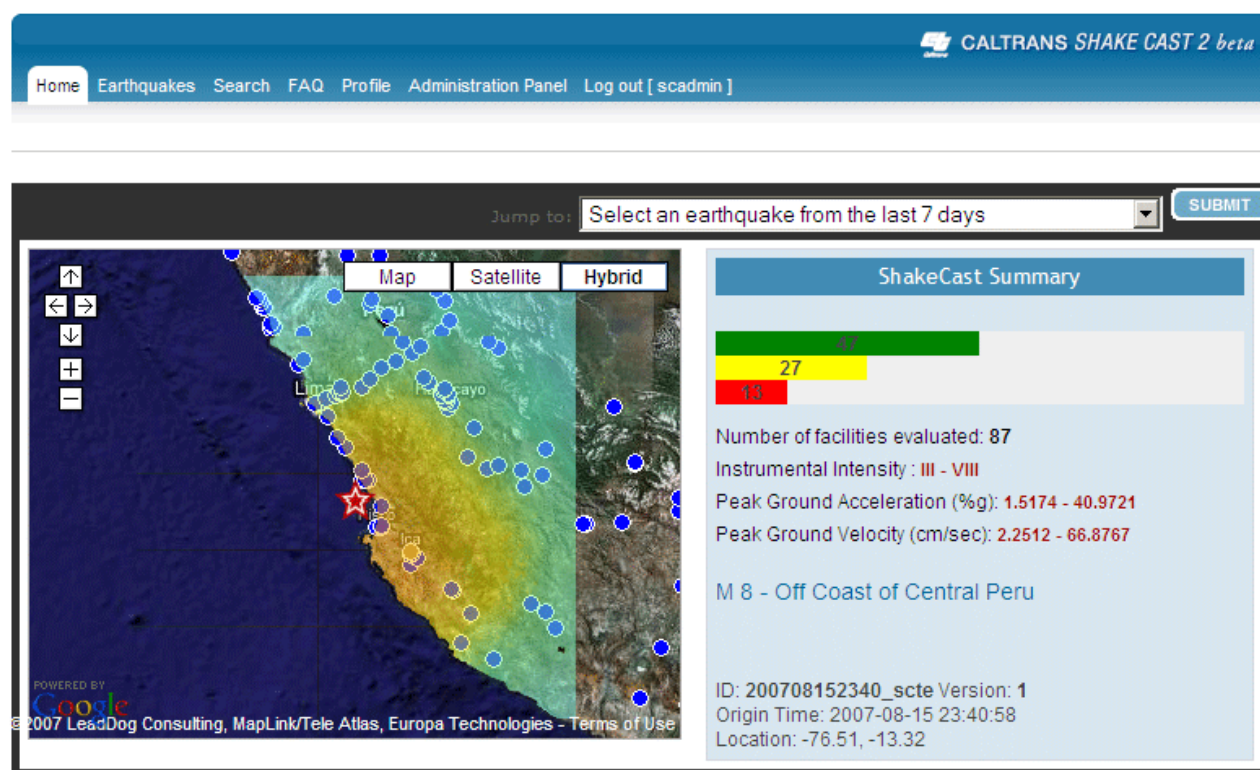 CALTRANS SHAKE CAST 2 beta
Home Earthquakes Search FAQ Profile Administration Panel Log out [ scadmin ]
Jump to: Select an earthquake from the last 7 days SUBMIT
Map Satellite Hybrid
Perú
Lima
Ica
POWERED BY
Google
©2007 LeadDog Consulting, MapLink/Tele Atlas, Europa Technologies - Terms of Use
ShakeCast Summary
47
27
13
Number of facilities evaluated: 87
Instrumental Intensity : III - VIII
Peak Ground Acceleration (%g): 1.5174 - 40.9721
Peak Ground Velocity (cm/sec): 2.2512 - 66.8767
M 8 - Off Coast of Central Peru
ID: 200708152340_scte Version: 1
Origin Time: 2007-08-15 23:40:58
Location: -76.51, -13.32